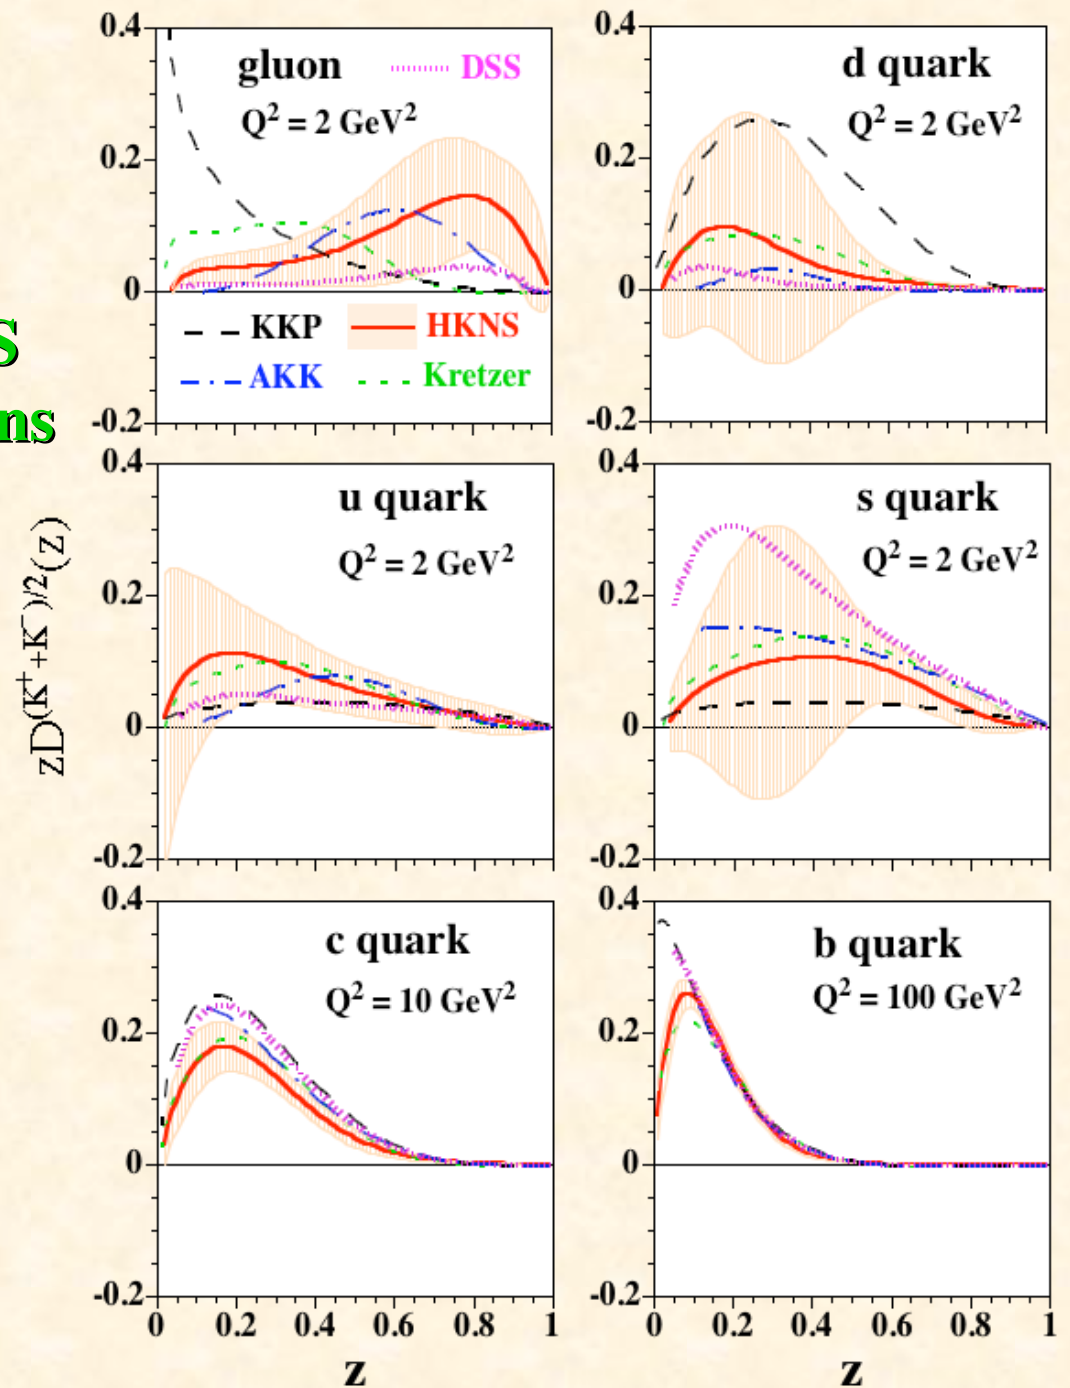 0.4
0.2
0
-0.2
gluon
DSS
Q² = 2 GeV²
KKP
HKNS
AKK
Kretzer
0.4
0.2
0
-0.2
d quark
Q² = 2 GeV²
S
ns
zD^(K⁺+K⁻)/2(z)
0.4
0.2
0
-0.2
u quark
Q² = 2 GeV²
0.4
0.2
0
-0.2
s quark
Q² = 2 GeV²
0.4
0.2
0
-0.2
c quark
Q² = 10 GeV²
0 0.2 0.4 0.6 0.8 1
z
0.4
0.2
0
-0.2
b quark
Q² = 100 GeV²
0 0.2 0.4 0.6 0.8 1
z